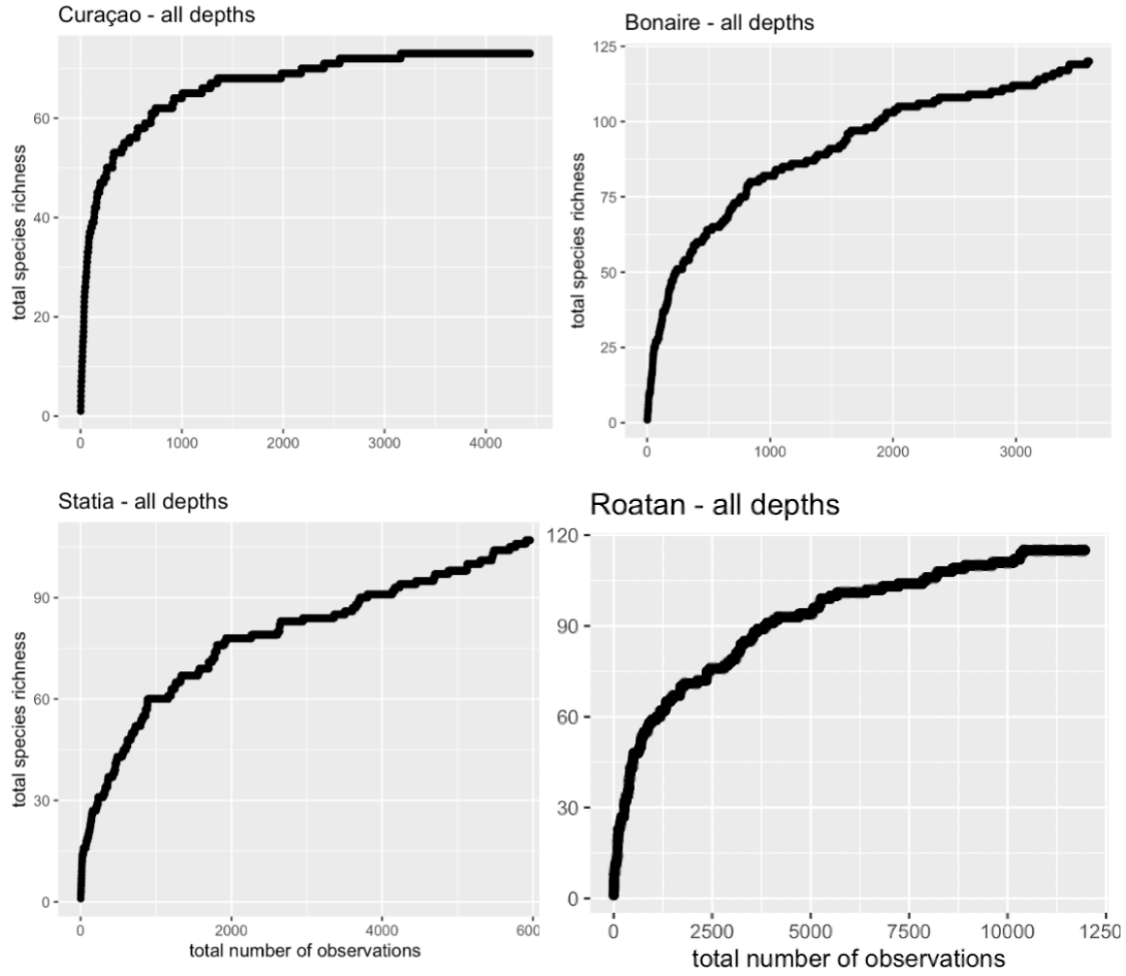 Curaçao - all depths
total species richness
60
40
20
0
0 1000 2000 3000 4000
Bonaire - all depths
total species richness
125
100
75
50
25
0
0 1000 2000 3000
Statia - all depths
total species richness
90
60
30
0
0 2000 4000 600
total number of observations
Roatan - all depths
120
90
60
30
0
0 2500 5000 7500 10000 1250
total number of observations